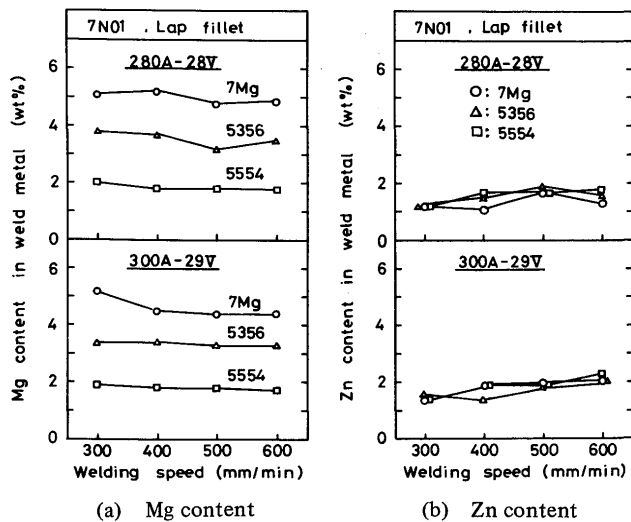 7N01 , Lap fillet
280A-28V
7Mg
5356
5554
6
4
2
0
300A-29V
7Mg
5356
5554
6
4
2
0
300 400 500 600
Welding speed (mm/min)
Mg content in weld metal (wt%)
(a) Mg content
7N01 , Lap fillet
280A-28V
○: 7Mg
△: 5356
□: 5554
6
4
2
0
300A-29V
6
4
2
0
300 400 500 600
Welding speed (mm/min)
Zn content in weld metal (wt%)
(b) Zn content